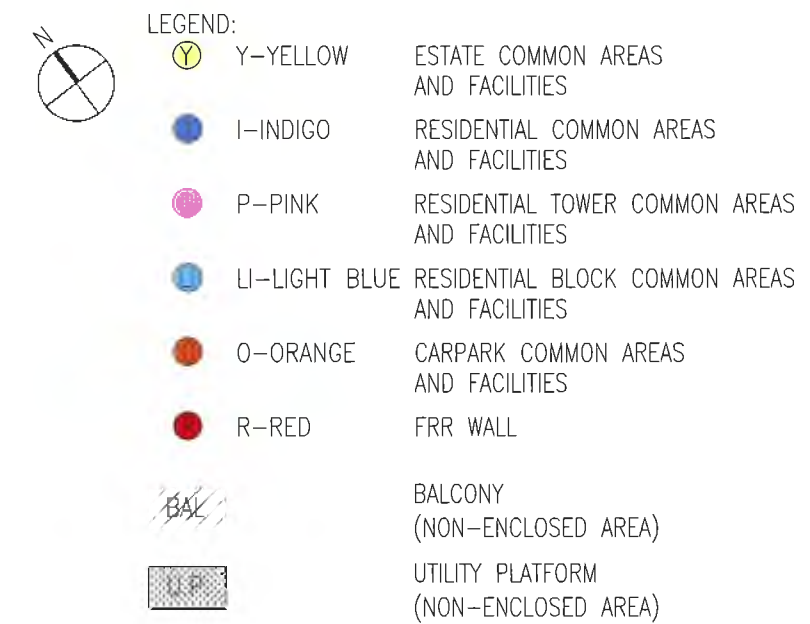 N
LEGEND:
Y Y-YELLOW ESTATE COMMON AREAS
AND FACILITIES
I-INDIGO RESIDENTIAL COMMON AREAS
AND FACILITIES
P-PINK RESIDENTIAL TOWER COMMON AREAS
AND FACILITIES
LI-LIGHT BLUE RESIDENTIAL BLOCK COMMON AREAS
AND FACILITIES
O-ORANGE CARPARK COMMON AREAS
AND FACILITIES
R R-RED FRR WALL
BAL BALCONY
(NON-ENCLOSED AREA)
U.P. UTILITY PLATFORM
(NON-ENCLOSED AREA)